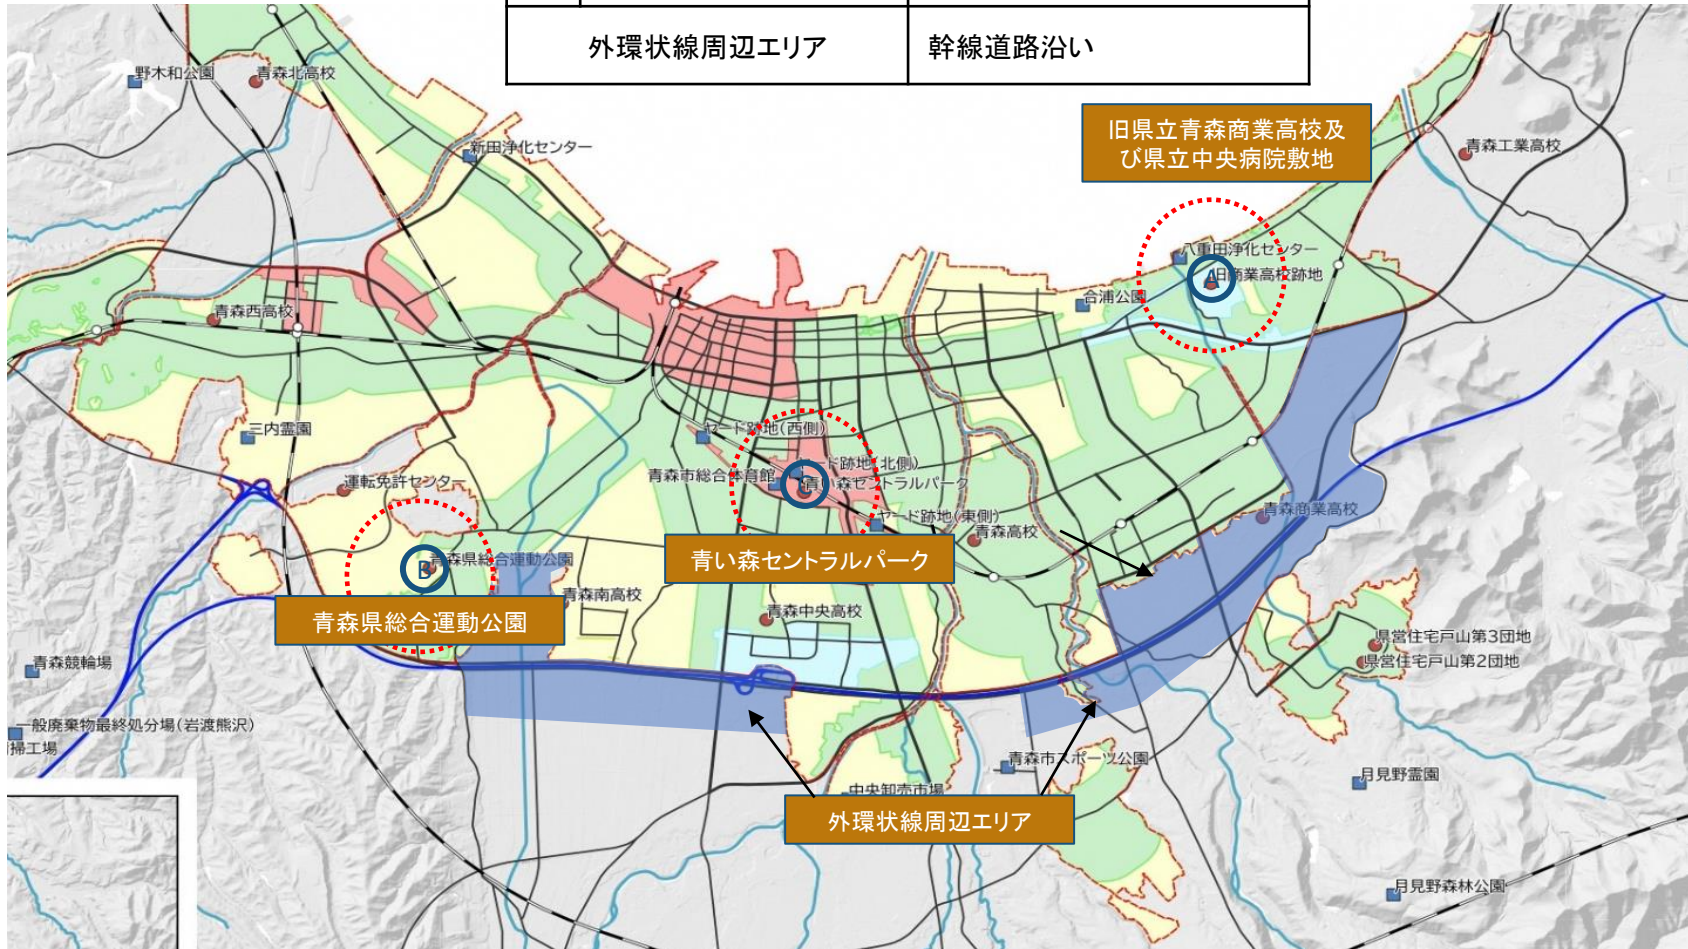 外環状線周辺エリア
幹線道路沿い
野木和公園
青森北高校
新田浄化センター
旧県立青森商業高校及
び県立中央病院敷地
青森工業高校
八重田浄化センター
A
旧商業高校跡地
合浦公園
青森西高校
三内霊園
ヤード跡地(西側)
ヤード跡地(北側)
青森市総合体育館
青い森セントラルパーク
運転免許センター
ヤード跡地(東側)
青森高校
青森商業高校
青い森セントラルパーク
B
青森県総合運動公園
青森県総合運動公園
青森南高校
青森中央高校
県営住宅戸山第3団地
県営住宅戸山第2団地
青森競輪場
一般廃棄物最終処分場(岩渡熊沢)
掃工場
青森市スポーツ公園
月見野霊園
中央卸売市場
外環状線周辺エリア
月見野森林公園